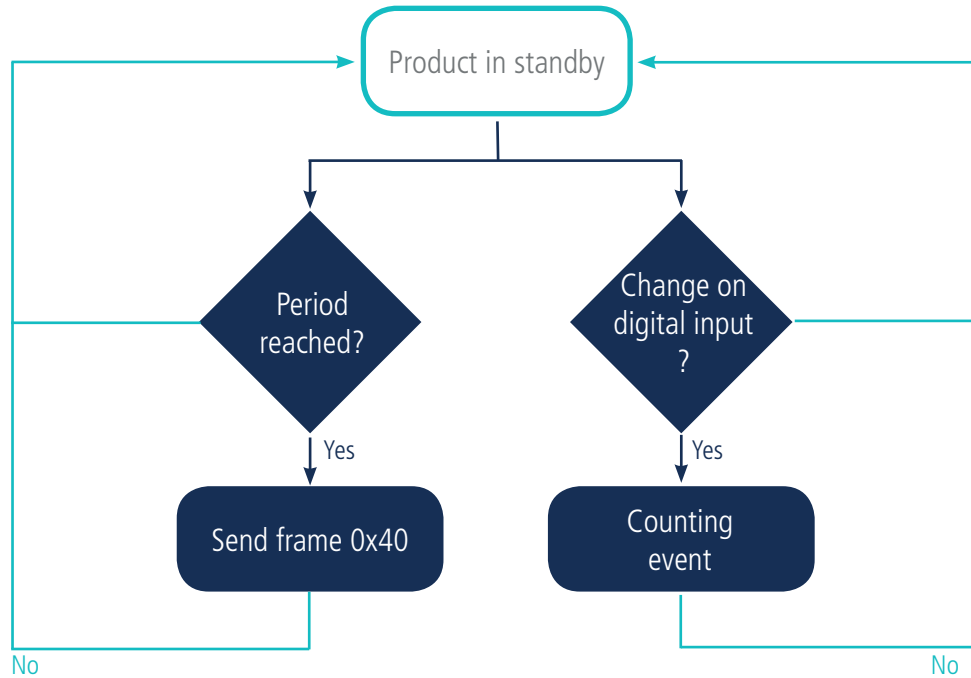 Product in standby
Period
reached?
Change on
digital input
?
Yes
Yes
Send frame 0x40
Counting
event
No
No